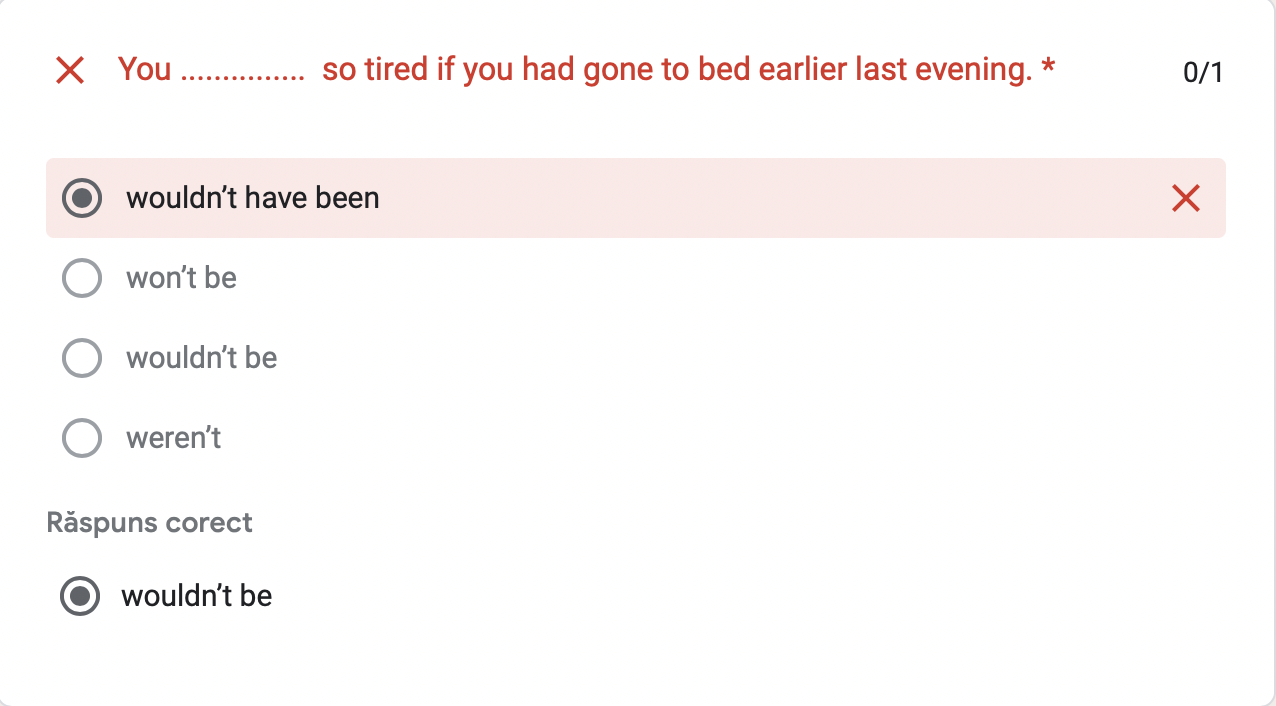 You ............... so tired if you had gone to bed earlier last evening. *
0/1
wouldn’t have been
won’t be
wouldn’t be
weren’t
Răspuns corect
wouldn’t be